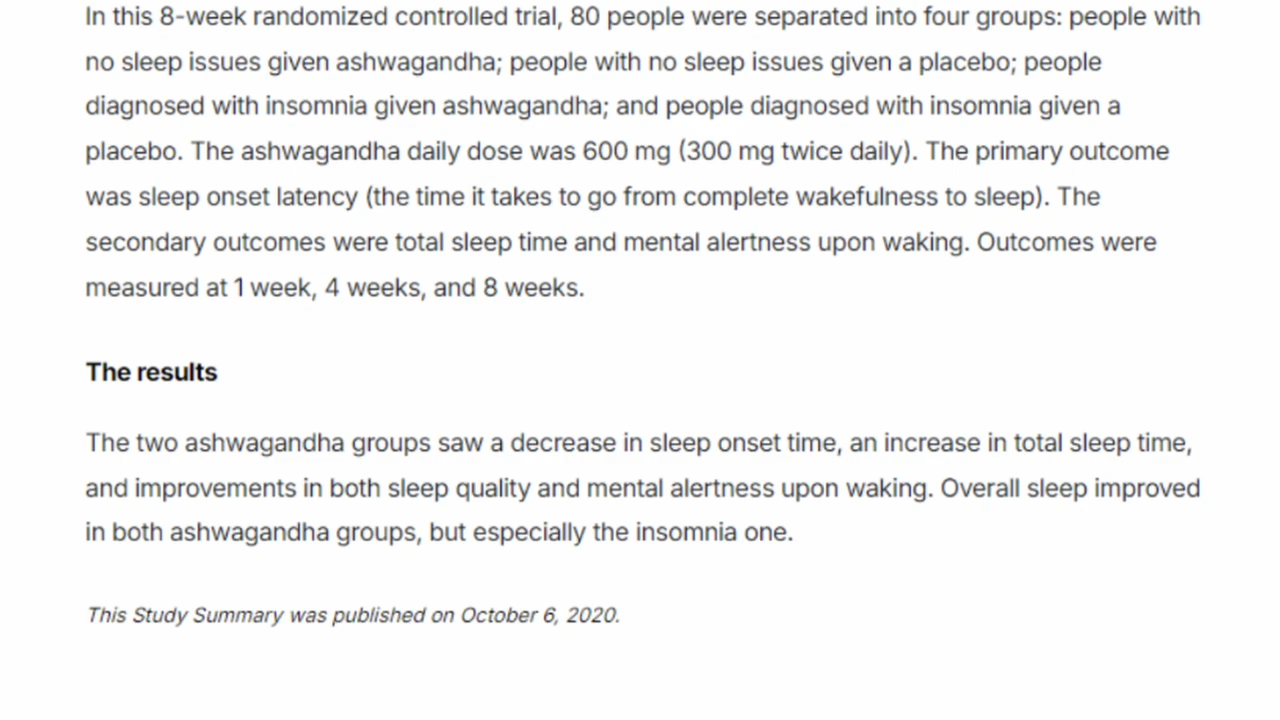 In this 8-week randomized controlled trial, 80 people were separated into four groups: people with
no sleep issues given ashwagandha; people with no sleep issues given a placebo; people
diagnosed with insomnia given ashwagandha; and people diagnosed with insomnia given a
placebo. The ashwagandha daily dose was 600 mg (300 mg twice daily). The primary outcome
was sleep onset latency (the time it takes to go from complete wakefulness to sleep). The
secondary outcomes were total sleep time and mental alertness upon waking. Outcomes were
measured at 1 week, 4 weeks, and 8 weeks.
The results
The two ashwagandha groups saw a decrease in sleep onset time, an increase in total sleep time,
and improvements in both sleep quality and mental alertness upon waking. Overall sleep improved
in both ashwagandha groups, but especially the insomnia one.
This Study Summary was published on October 6, 2020.